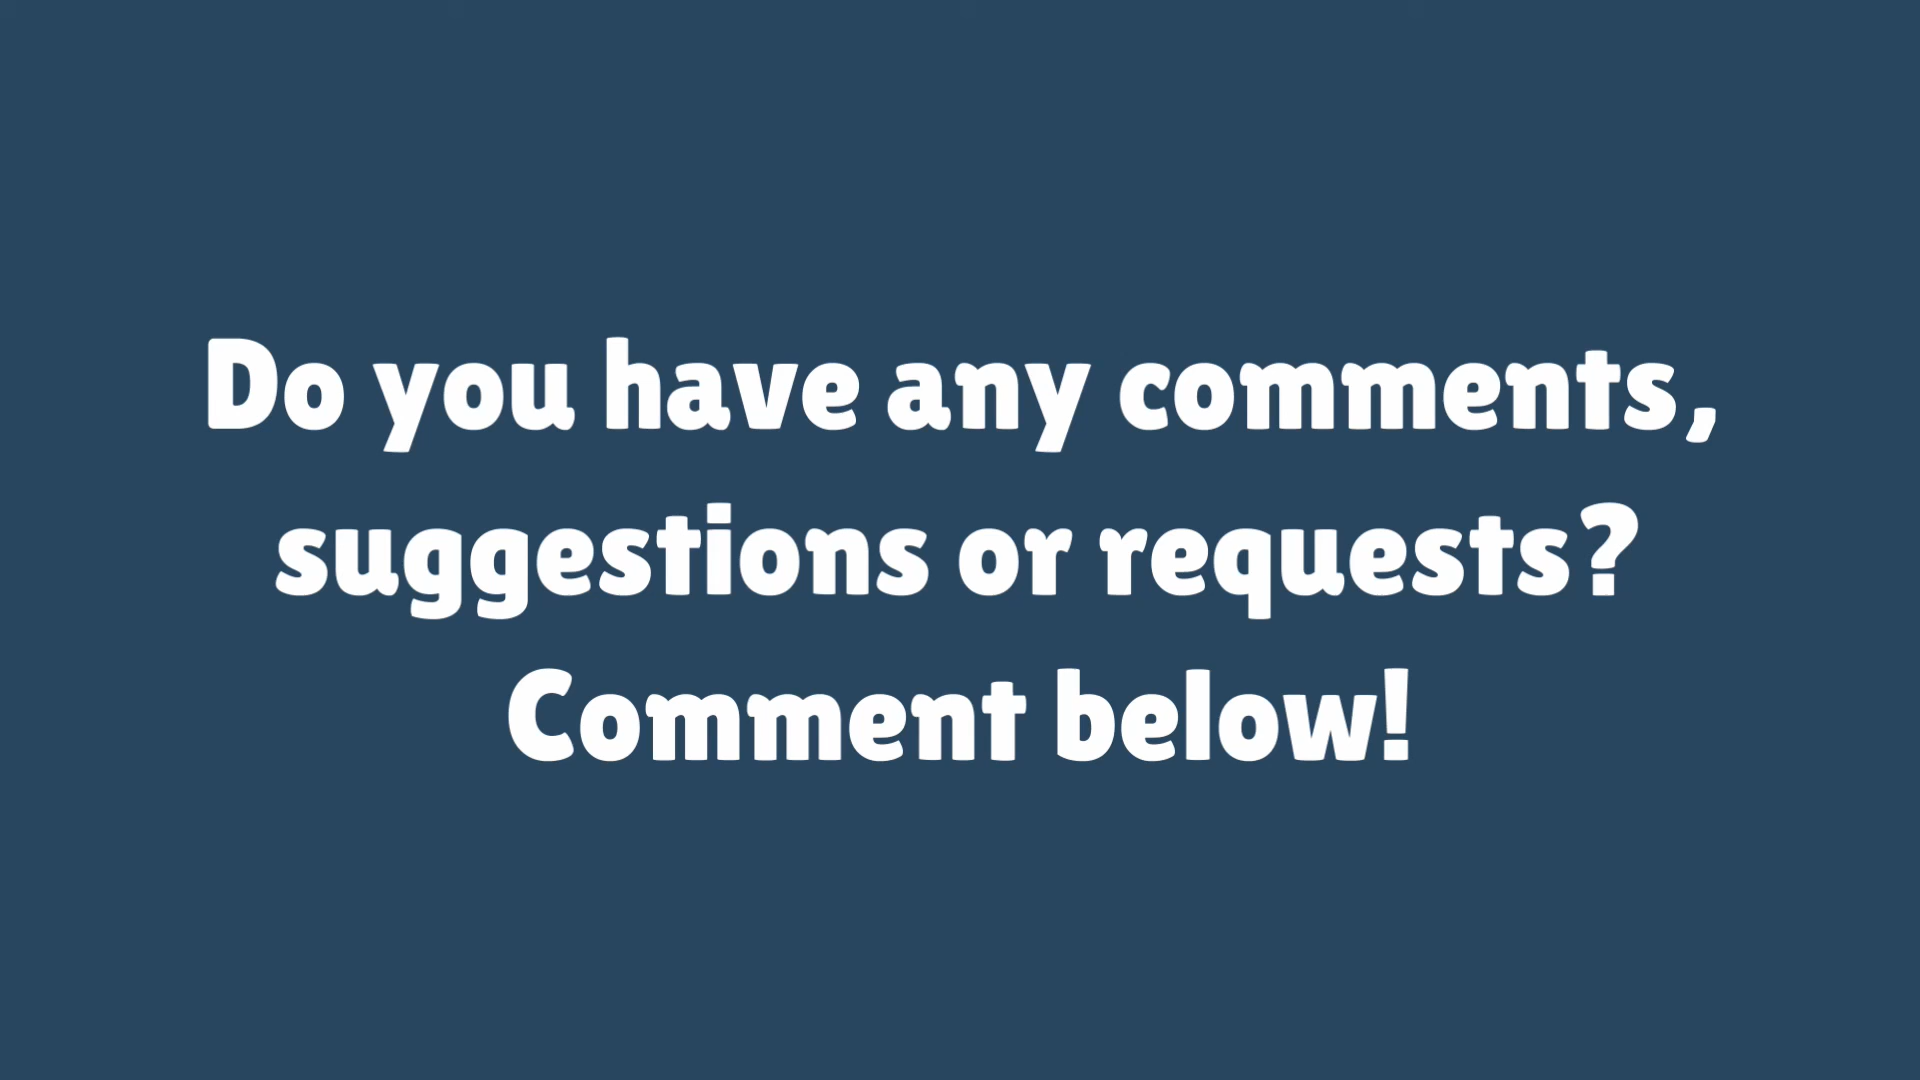 Do you have any comments,
suggestions or requests?
Comment below!